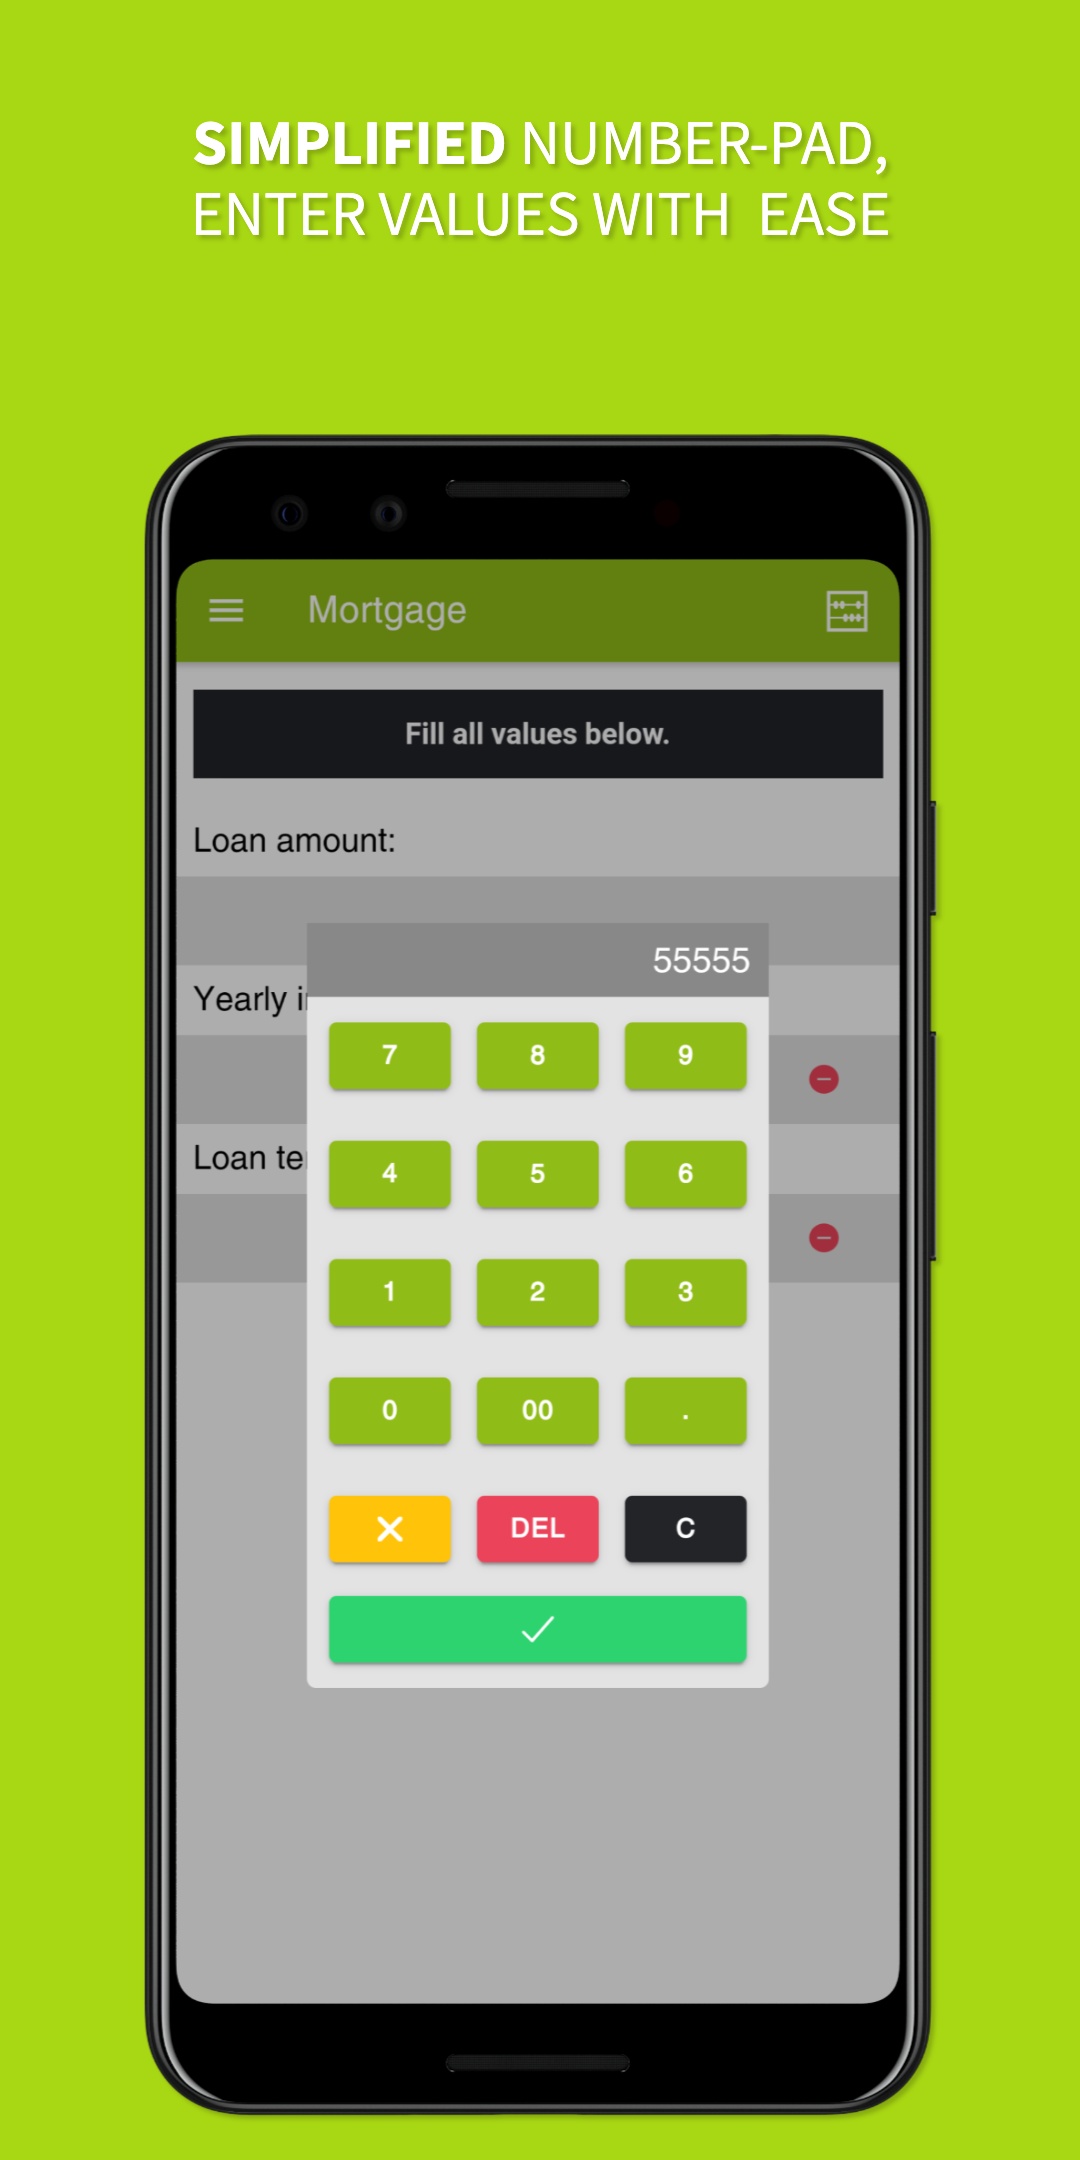 SIMPLIFIED NUMBER-PAD,
ENTER VALUES WITH EASE
Mortgage
Fill all values below.
Loan amount:
55555
Yearly
7 8 9
Loan
4 5 6
1 2 3
0 00 .
DEL C